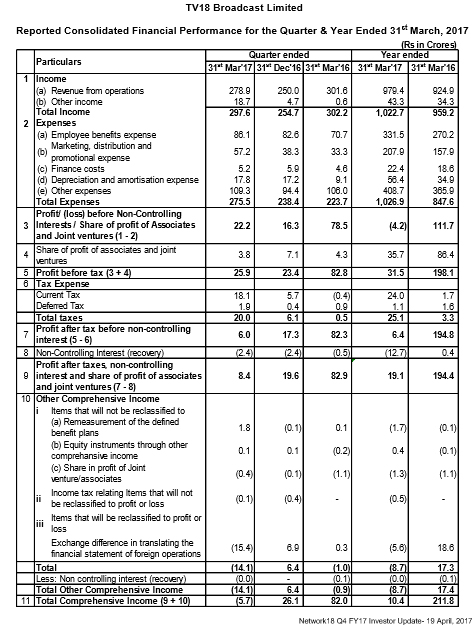 TV18 Broadcast Limited
Reported Consolidated Financial Performance for the Quarter & Year Ended 31st March, 2017
(Rs in Crores)
Particulars Quarter ended Year ended
31st Mar'17 31st Dec'16 31st Mar'16 31st Mar'17 31st Mar'16
1 Income
(a) Revenue from operations 278.9 250.0 301.6 979.4 924.9
(b) Other income 18.7 4.7 0.6 43.3 34.3
Total Income 297.6 254.7 302.2 1,022.7 959.2
2 Expenses
(a) Employee benefits expense 86.1 82.6 70.7 331.5 270.2
(b) Marketing, distribution and
promotional expense 57.2 38.3 33.3 207.9 157.9
(c) Finance costs 5.2 5.9 4.6 22.4 18.6
(d) Depreciation and amortisation expense 17.8 17.2 9.1 56.4 34.9
(e) Other expenses 109.3 94.4 106.0 408.7 365.9
Total Expenses 275.5 238.4 223.7 1,026.9 847.6
3 Profit/ (loss) before Non-Controlling
Interests / Share of profit of Associates 22.2 16.3 78.5 (4.2) 111.7
and Joint ventures (1 - 2)
4 Share of profit of associates and joint
ventures 3.8 7.1 4.3 35.7 86.4
5 Profit before tax (3 + 4) 25.9 23.4 82.8 31.5 198.1
6 Tax Expense
Current Tax 18.1 5.7 (0.4) 24.0 1.7
Deferred Tax 1.9 0.4 0.9 1.1 1.6
Total taxes 20.0 6.1 0.5 25.1 3.3
7 Profit after tax before non-controlling
interest (5 - 6) 6.0 17.3 82.3 6.4 194.8
8 Non-Controlling Interest (recovery) (2.4) (2.4) (0.5) (12.7) 0.4
9 Profit after taxes, non-controlling
interest and share of profit of associates 8.4 19.6 82.9 19.1 194.4
and joint ventures (7 - 8)
10 Other Comprehensive Income
i Items that will not be reclassified to
(a) Remeasurement of the defined
benefit plans 1.8 (0.1) 0.1 (1.7) (0.1)
(b) Equity instruments through other
comprehansive income 0.1 0.1 (0.2) 0.4 (0.1)
(c) Share in profit of Joint
venture/associates (0.4) (0.1) (1.1) (1.3) (1.1)
ii Income tax relating Items that will not
be reclassified to profit or loss (0.1) (0.4) - (0.5) -
iii Items that will be reclassified to profit or
loss
Exchange difference in translating the
financial statement of foreign operations (15.4) 6.9 0.3 (5.6) 18.6
Total (14.1) 6.4 (1.0) (8.7) 17.3
Less: Non controlling interest (recovery) (0.0) - (0.1) (0.0) (0.1)
Total Other Comprehensive Income (14.1) 6.4 (0.9) (8.7) 17.4
11 Total Comprehensive Income (9 + 10) (5.7) 26.1 82.0 10.4 211.8
Network18 Q4 FY17 Investor Update- 19 April, 2017